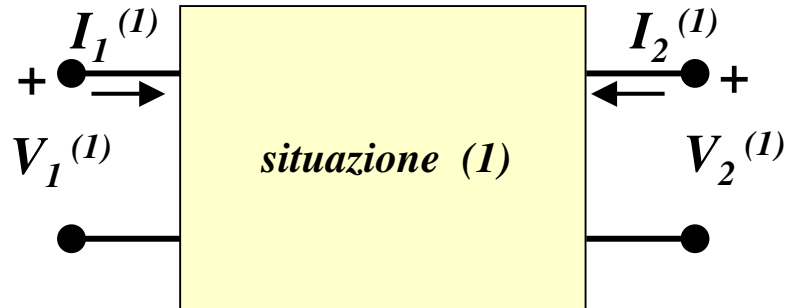 I1(1)
I2(1)
+
+
V1(1)
situazione (1)
V2(1)